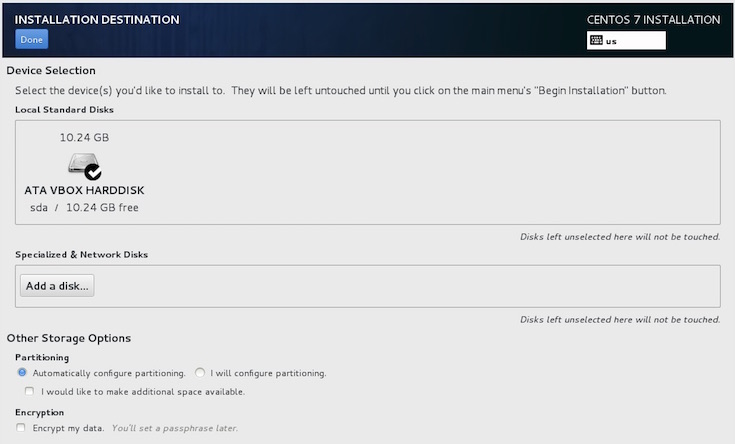 INSTALLATION DESTINATION
CENTOS 7 INSTALLATION
Done
us
Device Selection
Select the device(s) you'd like to install to. They will be left untouched until you click on the main menu's "Begin Installation" button.
Local Standard Disks
10.24 GB
ATA VBOX HARDDISK
sda / 10.24 GB free
Disks left unselected here will not be touched.
Specialized & Network Disks
Add a disk...
Disks left unselected here will not be touched.
Other Storage Options
Partitioning
Automatically configure partitioning. I will configure partitioning.
I would like to make additional space available.
Encryption
Encrypt my data. You'll set a passphrase later.